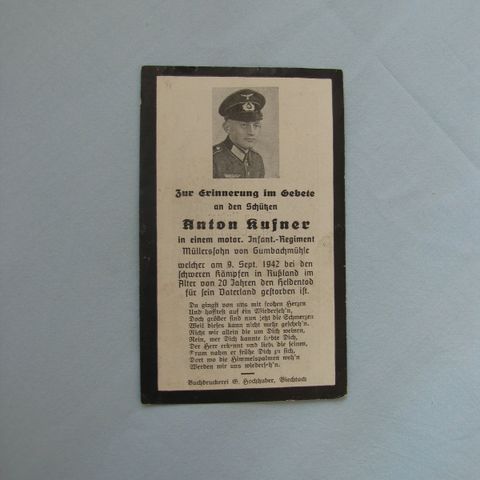 Zur Erinnerung im Gebete
an den Schützen
Anton Kufner
in einem motor. Infant.-Regiment
Müllerssohn von Gumbachmühle
welcher am 9. Sept. 1942 bei den
schweren Kämpfen in Rußland im
Alter von 20 Jahren den Heldentod
für sein Vaterland gestorben ist.
Du gingst von uns mit frohen Herzen
Und hofftest auf ein Wiederseh'n.
Doch größer sind nun jetzt die Schmerzen
Weil dieses kann nicht mehr gescheh'n.
Nicht wir allein die um Dich weinen,
Nein, wer Dich kannte liebte Dich,
Der Herr erkennt und lieb, die seinen,
Drum nahm er frühe Dich zu sich,
Dort wo die Himmelspalmen weh'n
Werden wir uns wiederseh'n.
Buchdruckerei G. Hochhuber, Viechtach